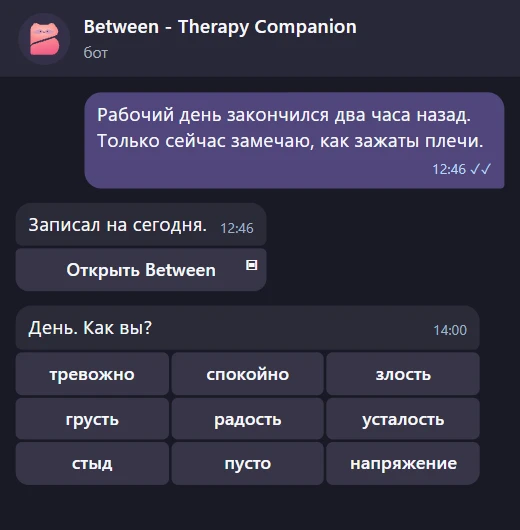 Between - Therapy Companion
бот
Рабочий день закончился два часа назад.
Только сейчас замечаю, как зажаты плечи.
12:46
Записал на сегодня. 12:46
Открыть Between
День. Как вы? 14:00
тревожно спокойно злость
грусть радость усталость
стыд пусто напряжение